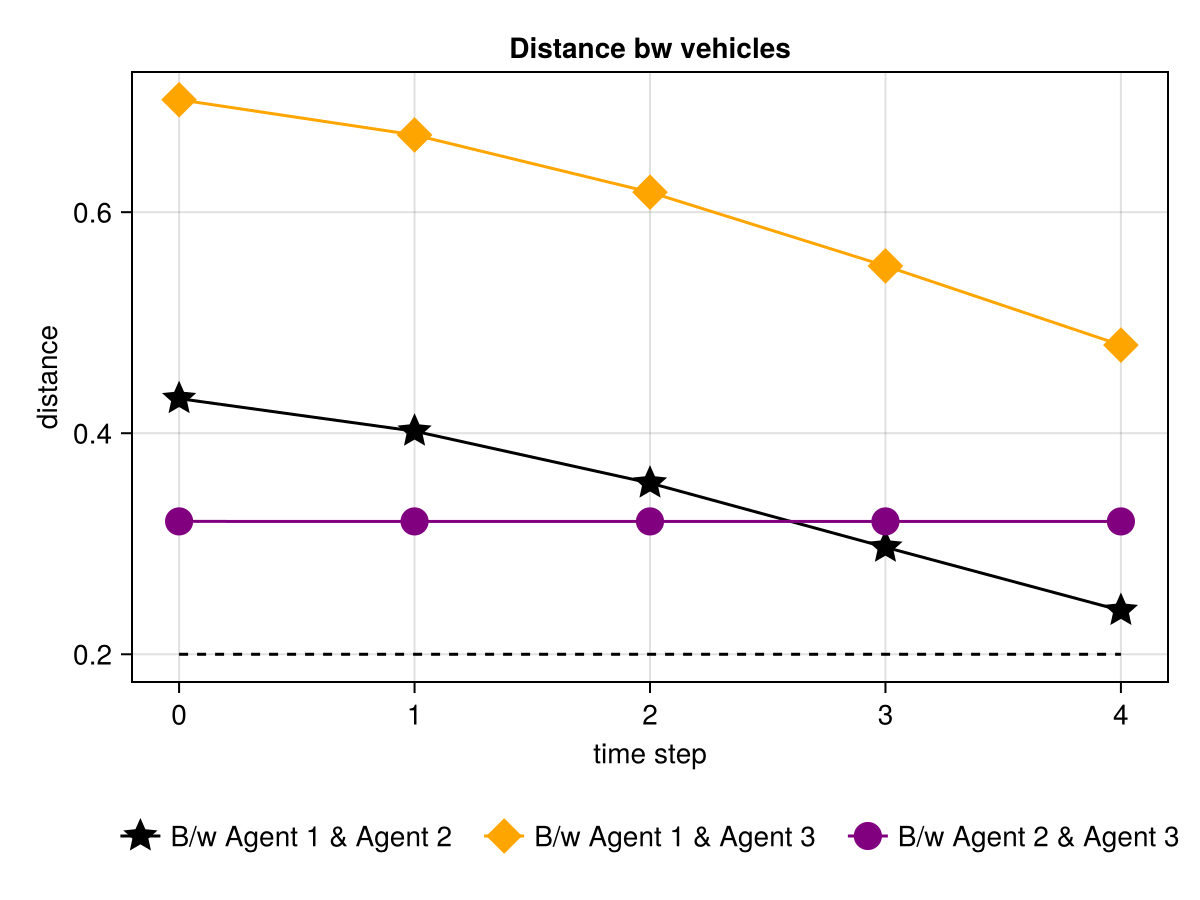 Distance bw vehicles
distance
0.6
0.4
0.2
0 1 2 3 4
time step
B/w Agent 1 & Agent 2 B/w Agent 1 & Agent 3 B/w Agent 2 & Agent 3